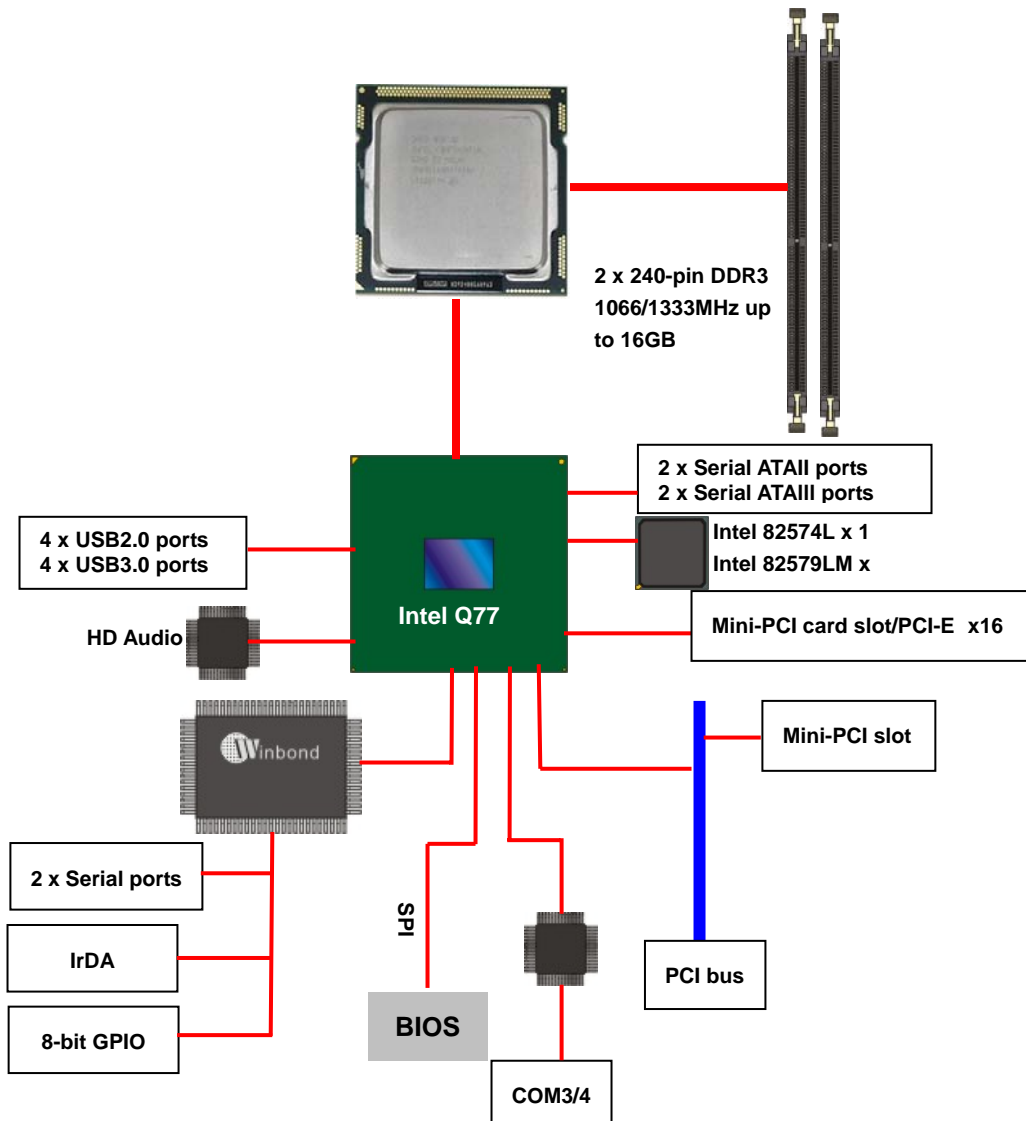 2 x 240-pin DDR3
1066/1333MHz up
to 16GB
2 x Serial ATAII ports
2 x Serial ATAIII ports
4 x USB2.0 ports
4 x USB3.0 ports
Intel 82574L x 1
Intel 82579LM x
Intel Q77
HD Audio
Mini-PCI card slot/PCI-E x16
Winbond
Mini-PCI slot
2 x Serial ports
SPI
IrDA
PCI bus
BIOS
8-bit GPIO
COM3/4